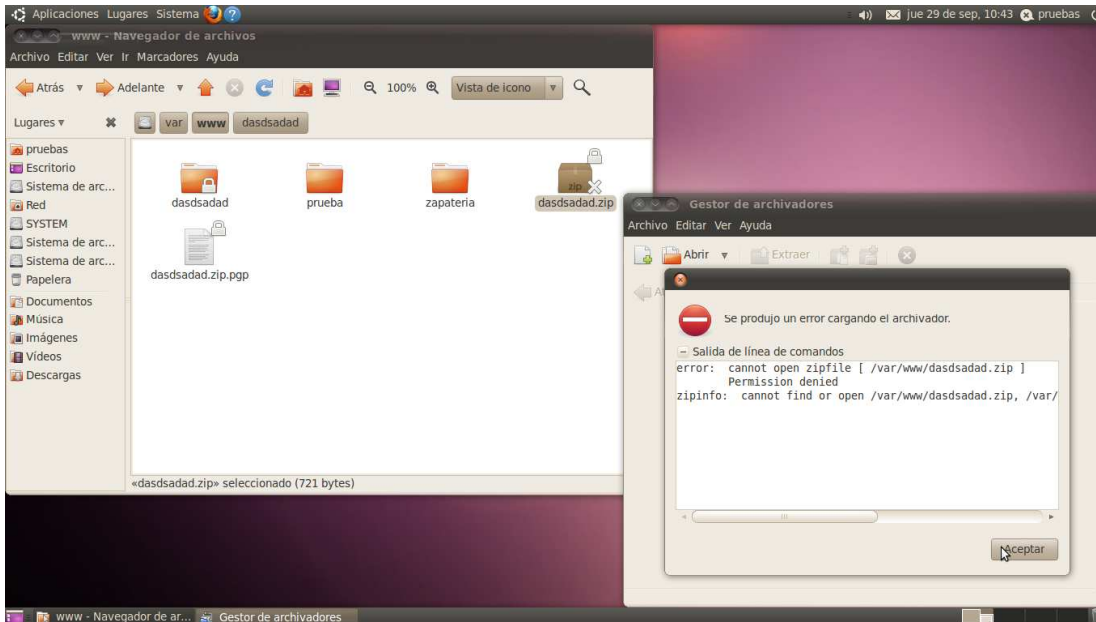 Aplicaciones Lugares Sistema
jue 29 de sep, 10:43 pruebas
www - Navegador de archivos
Archivo Editar Ver Ir Marcadores Ayuda
Atrás Adelante 100% Vista de icono
Lugares var www dasdsadad
pruebas
Escritorio
Sistema de arc...
Red
SYSTEM
Sistema de arc...
Sistema de arc...
Papelera
Documentos
Música
Imágenes
Vídeos
Descargas
dasdsadad prueba zapateria zip dasdsadad.zip
dasdsadad.zip.pgp
«dasdsadad.zip» seleccionado (721 bytes)
Gestor de archivadores
Archivo Editar Ver Ayuda
Abrir Extraer
Se produjo un error cargando el archivador.
Salida de línea de comandos
error: cannot open zipfile [ /var/www/dasdsadad.zip ]
Permission denied
zipinfo: cannot find or open /var/www/dasdsadad.zip, /var/
Aceptar
www - Navegador de ar... Gestor de archivadores